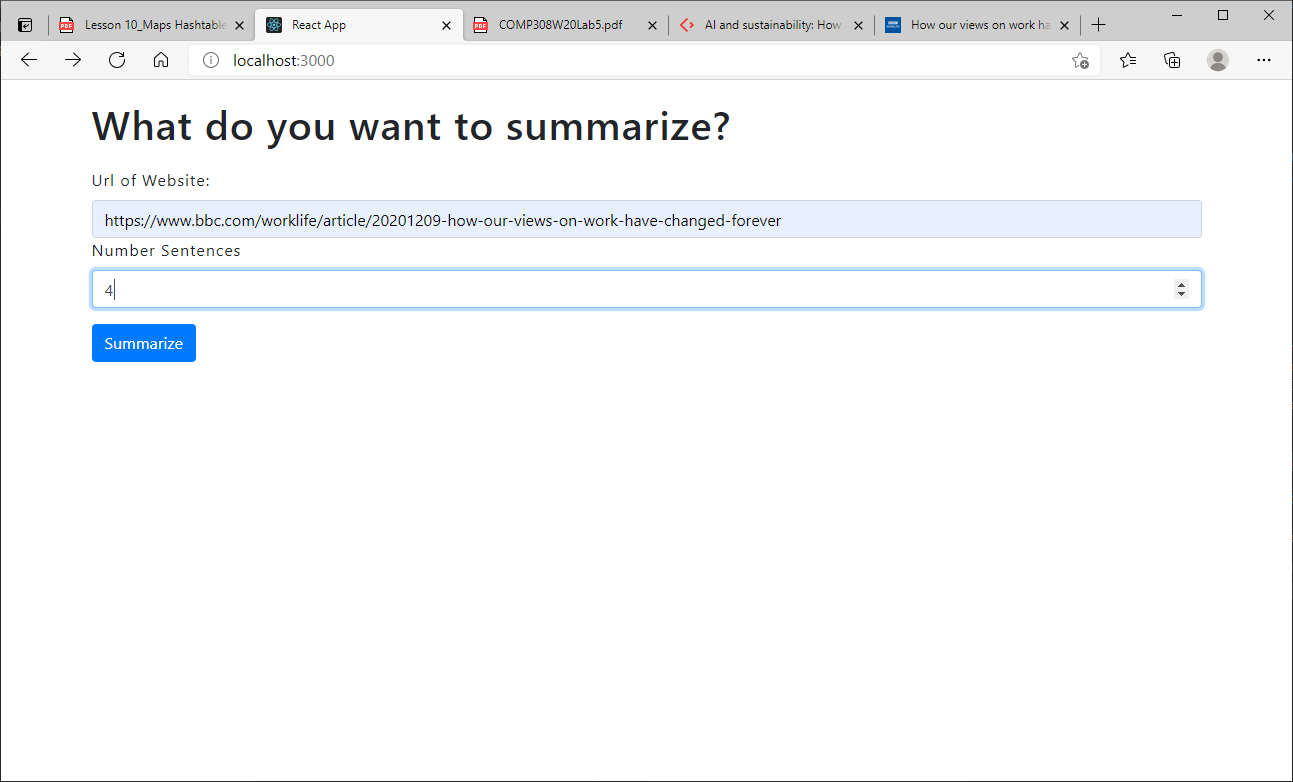 Lesson 10_Maps Hashtable
React App
COMP308W20Lab5.pdf
AI and sustainability: How
How our views on work ha
localhost:3000
What do you want to summarize?
Url of Website:
https://www.bbc.com/worklife/article/20201209-how-our-views-on-work-have-changed-forever
Number Sentences
4
Summarize